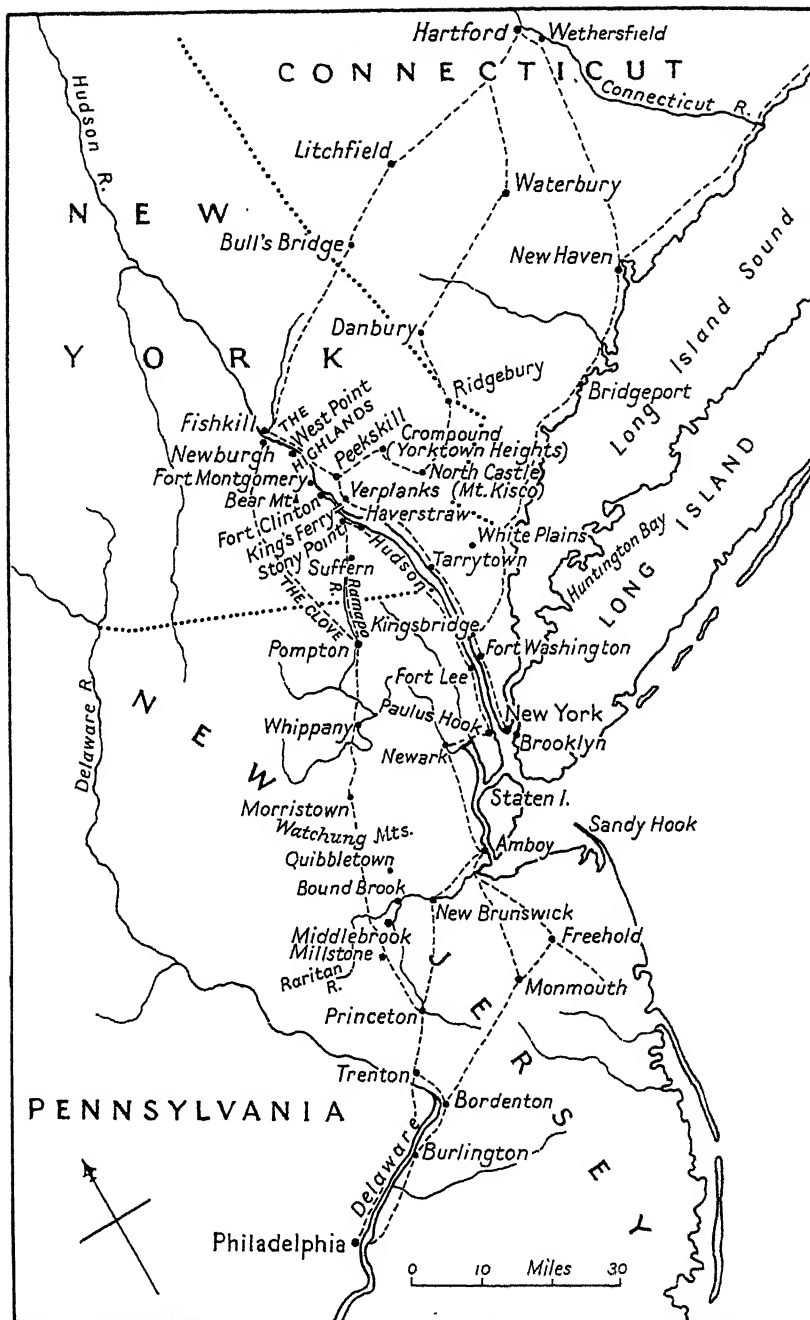 Hartford
Wethersfield
CONNECTICUT
Connecticut R.
Hudson R.
Litchfield
Waterbury
NEW YORK
Bull's Bridge
New Haven
Long Island Sound
Danbury
Ridgebury
Bridgeport
Fishkill
THE HIGHLANDS
West Point
Newburgh
Peekskill
Crompound
(Yorktown Heights)
Fort Montgomery
North Castle
(Mt. Kisco)
Bear Mt.
Verplanks
Fort Clinton
Haverstraw
King's Ferry
Stony Point
White Plains
Huntington Bay
LONG ISLAND
Hudson
Tarrytown
Suffern
Ramapo R.
THE CLOVE
Kingsbridge
Pompton
Fort Washington
Fort Lee
Delaware R.
NEW JERSEY
Paulus Hook
New York
Whippany
Brooklyn
Newark
Staten I.
Morristown
Sandy Hook
Watchung Mts.
Amboy
Quibbletown
Bound Brook
New Brunswick
Middlebrook
Freehold
Millstone
Raritan R.
Monmouth
Princeton
Trenton
PENNSYLVANIA
Bordenton
Delaware
Burlington
Philadelphia
0 10 Miles 30